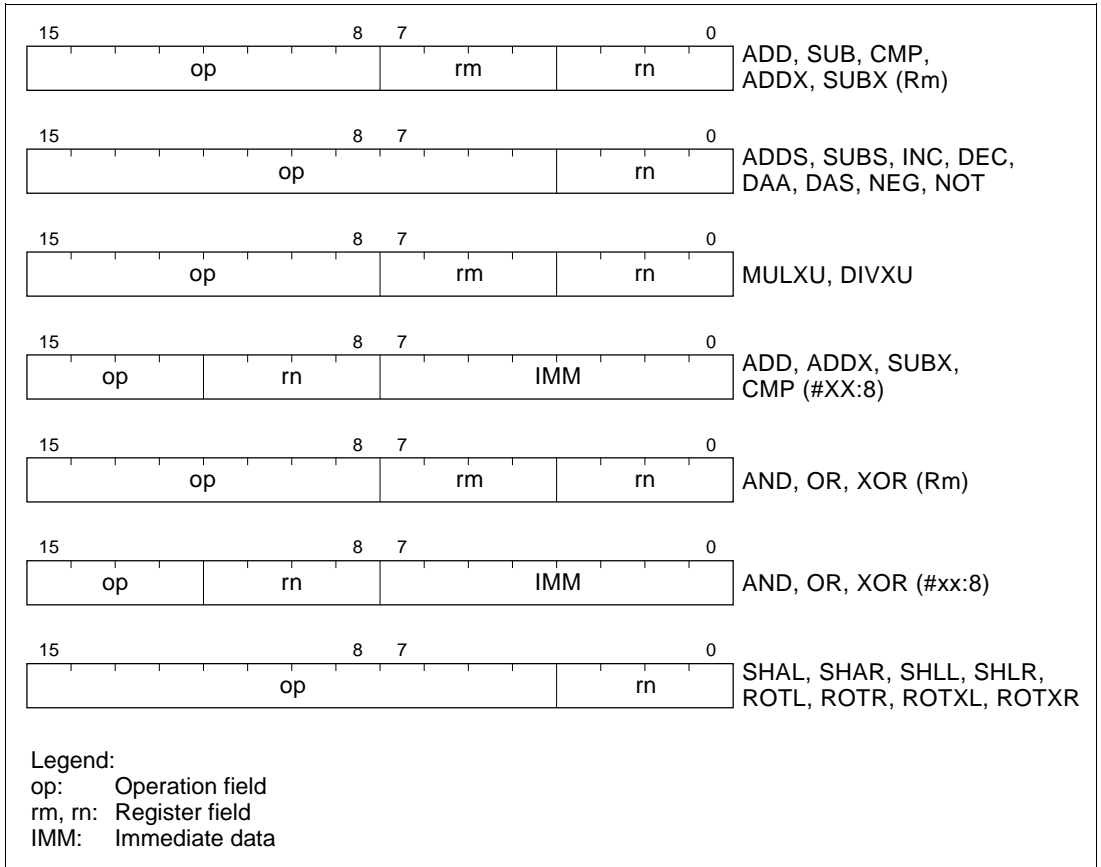 15 8 7 0
op rm rn
ADD, SUB, CMP,
ADDX, SUBX (Rm)
15 8 7 0
op rn
ADDS, SUBS, INC, DEC,
DAA, DAS, NEG, NOT
15 8 7 0
op rm rn
MULXU, DIVXU
15 8 7 0
op rn IMM
ADD, ADDX, SUBX,
CMP (#XX:8)
15 8 7 0
op rm rn
AND, OR, XOR (Rm)
15 8 7 0
op rn IMM
AND, OR, XOR (#xx:8)
15 8 7 0
op rn
SHAL, SHAR, SHLL, SHLR,
ROTL, ROTR, ROTXL, ROTXR
Legend:
op: Operation field
rm, rn: Register field
IMM: Immediate data